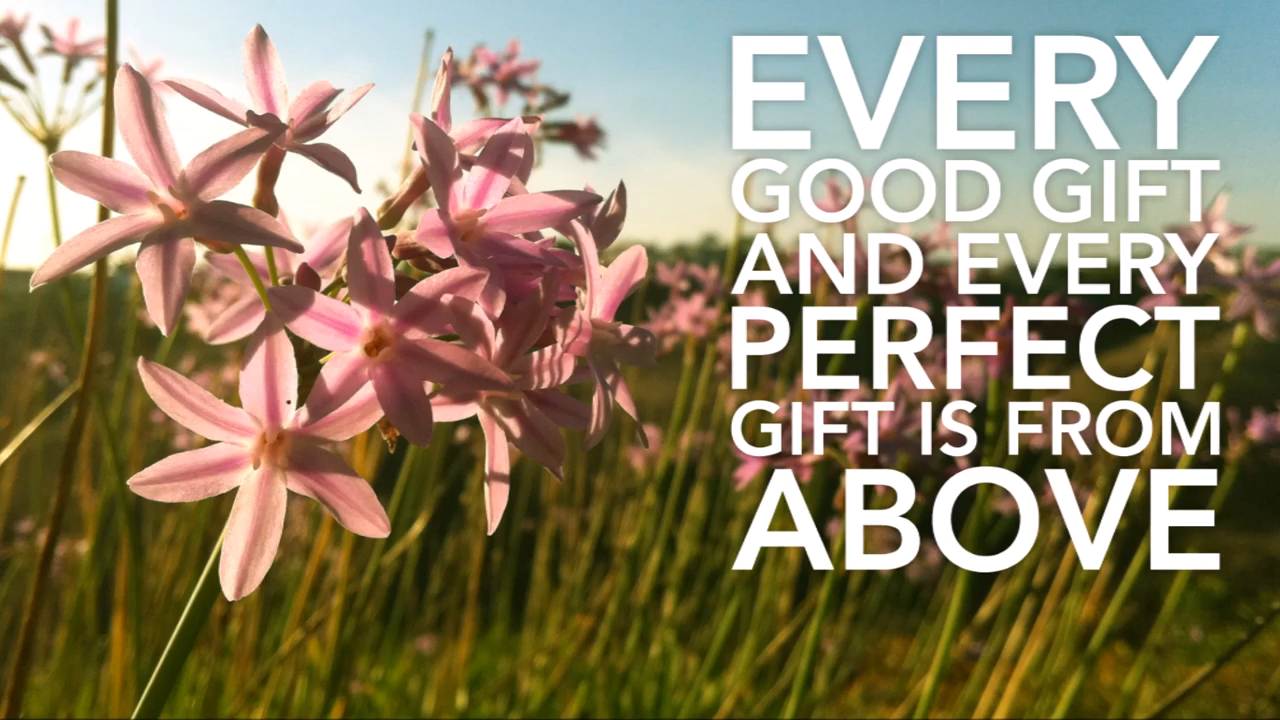 EVERY
GOOD GIFT
AND EVERY
PERFECT
GIFT IS FROM
ABOVE